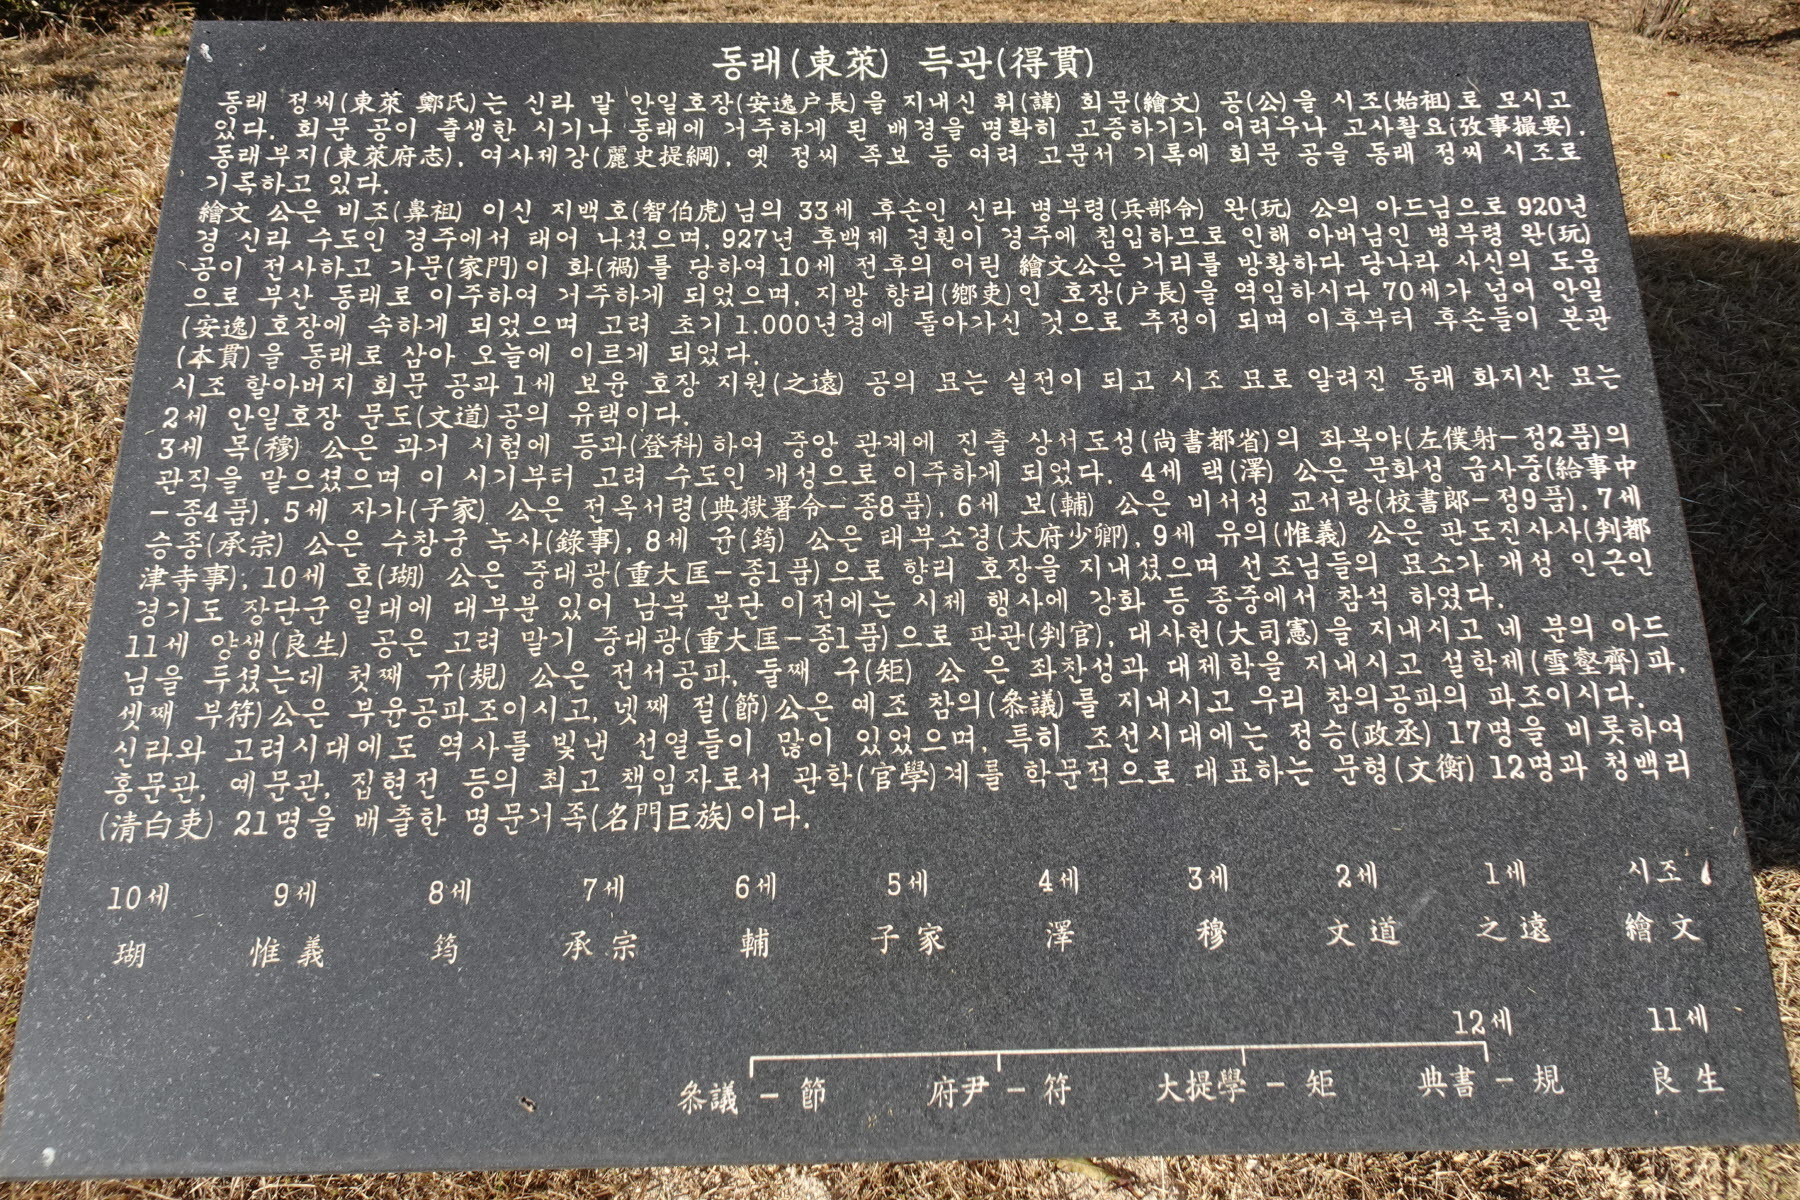 동래(東萊) 득관(得貫)
동래 정씨(東萊 鄭氏)는 신라 말 안일호장(安逸户長)을 지내신 휘(諱) 회문(繪文) 공(公)을 시조(始祖)로 모시고
있다. 회문 공이 출생한 시기나 동래에 거주하게 된 배경을 명확히 고증하기가 어려우나 고사촬요(攷事撮要).
동래부지(東萊府志), 여사제강(麗史提綱), 옛 정씨 족보 등 여려 고문서 기록에 회문 공을 동래 정씨 시조로
기록하고 있다.
繪文 公은 비조(鼻祖) 이신 지백호(智伯虎)님의 33세 후손인 신라 병부령(兵部令) 완(玩) 公의 아드님으로 920년
경 신라 수도인 경주에서 태어 나셨으며, 927년 후백제 견훤이 경주에 침입하므로 인해 아버님인 병부령 완(玩)
공이 전사하고 가문(家門)이 화(禍)를 당하여 10세 전후의 어린 繪文公은 거리를 방황하다 당나라 사신의 도움
으로 부산 동래로 이주하여 거주하게 되었으며, 지방 향리(鄕吏)인 호장(户長)을 역임하시다 70세가 넘어 안일
(安逸)호장에 속하게 되었으며 고려 초기 1.000년경에 돌아가신 것으로 추정이 되며 이후부터 후손들이 본관
(本貫)을 동래로 삼아 오늘에 이르게 되었다.
시조 할아버지 회문 공과 1세 보윤 호장 지원(之遠) 공의 묘는 실전이 되고 시조 묘로 알려진 동래 화지산 묘는
2세 안일호장 문도(文道)공의 유택이다.
3세 목(穆) 公은 과거 시험에 등과(登科)하여 중앙 관계에 진출 상서도성(尚書都省)의 좌복야(左僕射-정2품)의
관직을 맡으셨으며 이 시기부터 고려 수도인 개성으로 이주하게 되었다. 4세 택(澤) 公은 문화성 급사중(給事中
-종4품), 5세 자가(子家) 公은 전옥서령(典獄署令-종8품), 6세 보(輔) 公은 비서성 교서랑(校書郎-정9품), 7세
승종(承宗) 公은 수창궁 녹사(錄事), 8세 균(筠) 公은 태부소경(太府少卿), 9세 유의(惟義) 公은 판도진사사(判都
津寺事), 10세 호(瑚) 公은 중대광(重大匡-종1품)으로 향리 호장을 지내셨으며 선조님들의 묘소가 개성 인근인
경기도 장단군 일대에 대부분 있어 남북 분단 이전에는 시제 행사에 강화 등 종중에서 참석 하였다.
11세 양생(良生) 공은 고려 말기 중대광(重大匡-종1품)으로 판관(判官), 대사헌(大司憲)을 지내시고 네 분의 아드
님을 두셨는데 첫째 규(規) 公은 전서공파, 둘째 구(矩) 公 은 좌찬성과 대제학을 지내시고 설학제(雪壑齊)파,
셋째 부符)公은 부윤공파조이시고, 넷째 절(節)公은 예조 참의(叅議)를 지내시고 우리 참의공파의 파조이시다.
신라와 고려시대에도 역사를 빛낸 선열들이 많이 있었으며, 특히 조선시대에는 정승(政丞) 17명을 비롯하여
홍문관, 예문관, 집현전 등의 최고 책임자로서 관학(官學)계를 학문적으로 대표하는 문형(文衡) 12명과 청백리
(清白吏) 21명을 배출한 명문거족(名門巨族)이다.
10세 9세 8세 7세 6세 5세 4세 3세 2세 1세 시조
瑚 惟義 筠 承宗 輔 子家 澤 穆 文道 之遠 繪文
12세 11세
叅議 - 節 府尹 - 符 大提學 - 矩 典書 - 規 良生